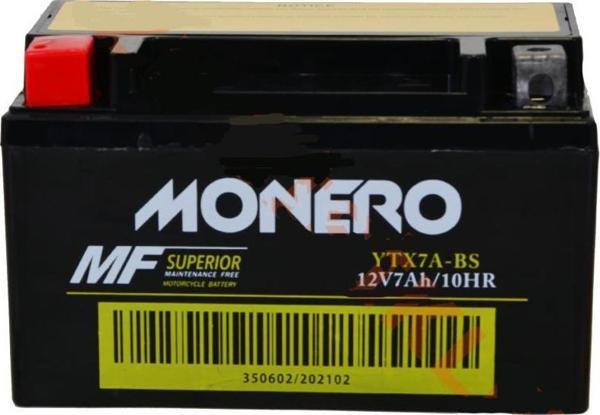 NOTICE
MONERO
MF SUPERIOR
MAINTENANCE FREE
MOTORCYCLE BATTERY
YTX7A-BS
12V7Ah/10HR
350602/202102